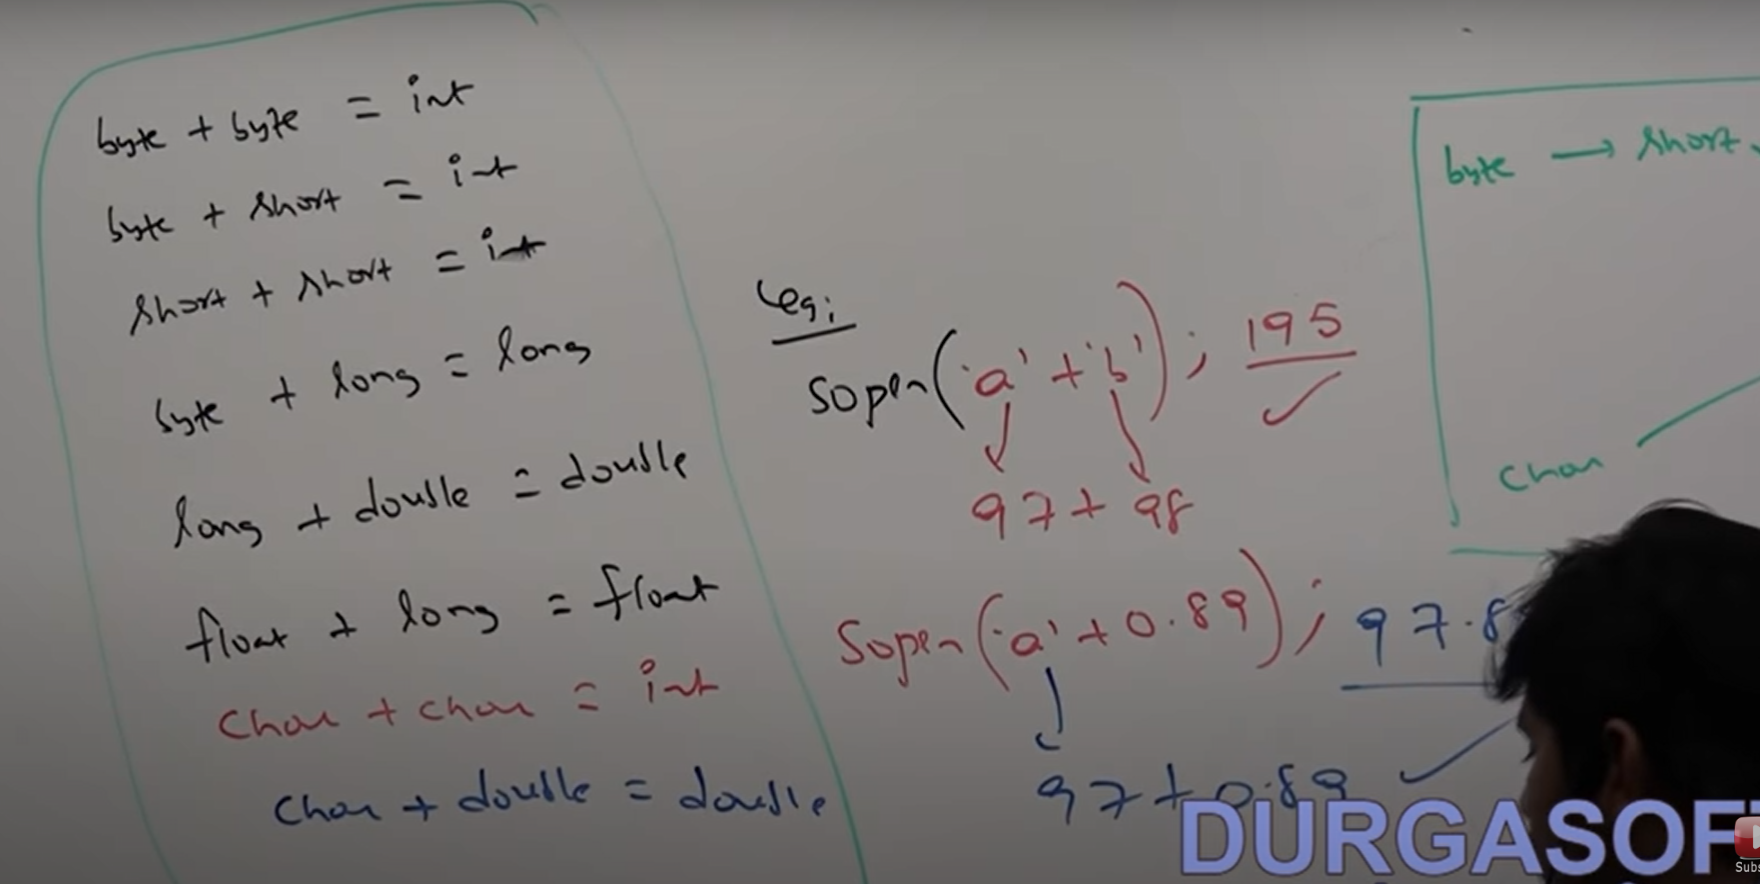 byte + byte = int
byte + short = int
short + short = int
byte + long = long
long + double = double
float + long = float
char + char = int
char + double = double
eg:
Sopln('a' + 'b'); 195
97 + 98
Sopln('a' + 0.89); 97.8
97 + 0.89
byte → short
char
DURGASOFT
Subs